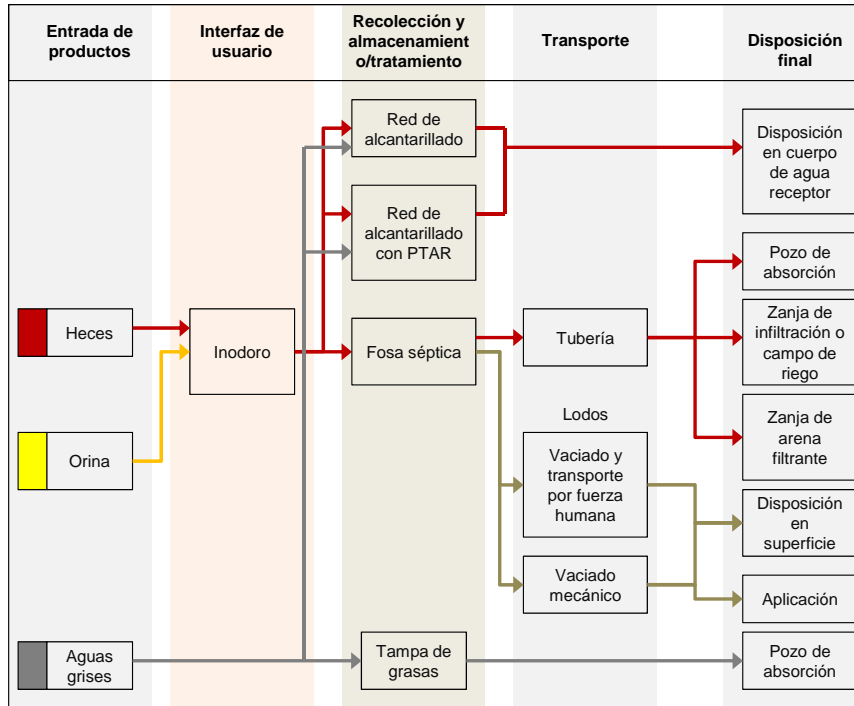 Entrada de
productos
Interfaz de
usuario
Recolección y
almacenamient
o/tratamiento
Transporte
Disposición
final
Red de
alcantarillado
Disposición
en cuerpo
de agua
receptor
Red de
alcantarillado
con PTAR
Pozo de
absorción
Heces
Inodoro
Fosa séptica
Tubería
Zanja de
infiltración o
campo de
riego
Lodos
Zanja de
arena
filtrante
Orina
Vaciado y
transporte
por fuerza
humana
Disposición
en
superficie
Vaciado
mecánico
Aplicación
Aguas
grises
Tampa de
grasas
Pozo de
absorción